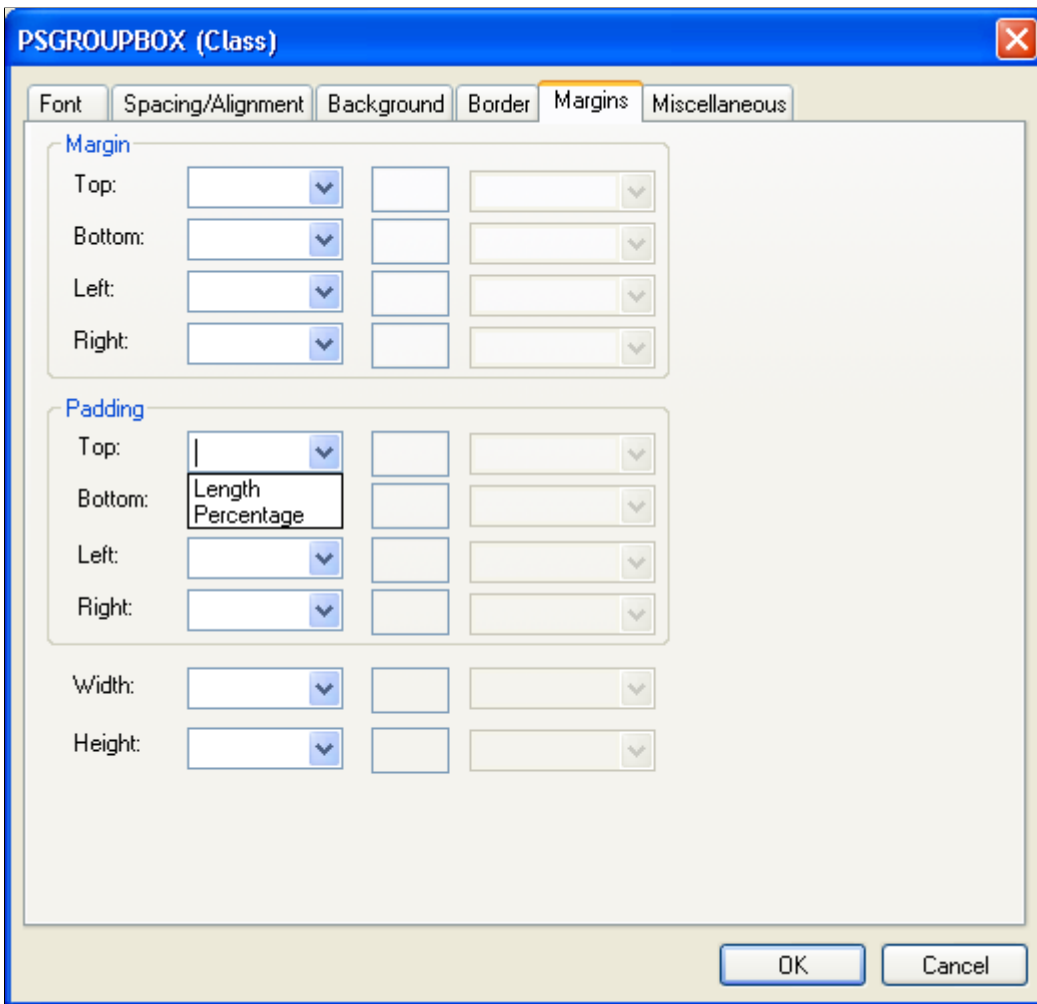 PSGROUPBOX (Class)
Font Spacing/Alignment Background Border Margins Miscellaneous
Margin
Top:
Bottom:
Left:
Right:
Padding
Top:
Length
Bottom:
Percentage
Left:
Right:
Width:
Height:
OK Cancel